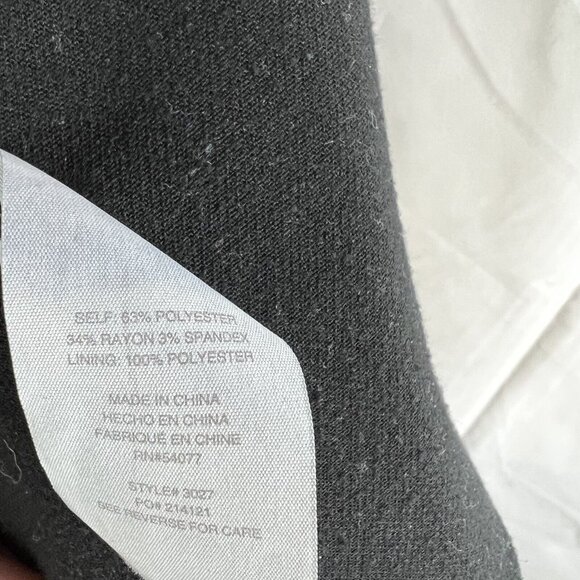 SELF: 63% POLYESTER
34% RAYON 3% SPANDEX
LINING: 100% POLYESTER
MADE IN CHINA
HECHO EN CHINA
FABRIQUÉ EN CHINE
RN#54077
STYLE# 3027
PO# 214121
SEE REVERSE FOR CARE